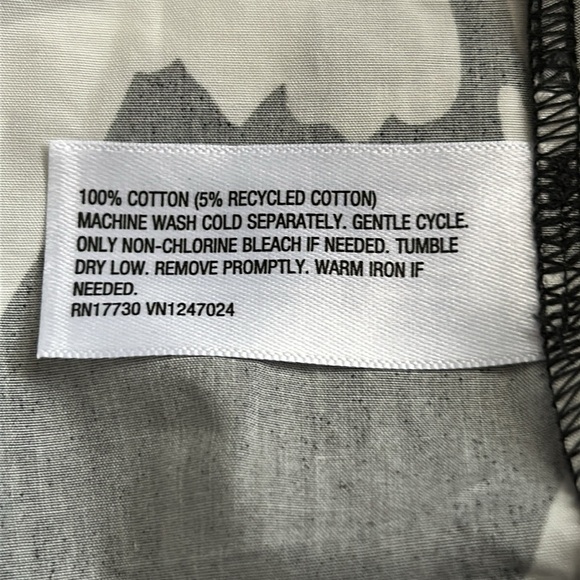 100% COTTON (5% RECYCLED COTTON)
MACHINE WASH COLD SEPARATELY. GENTLE CYCLE.
ONLY NON-CHLORINE BLEACH IF NEEDED. TUMBLE
DRY LOW. REMOVE PROMPTLY. WARM IRON IF
NEEDED.
RN17730 VN1247024